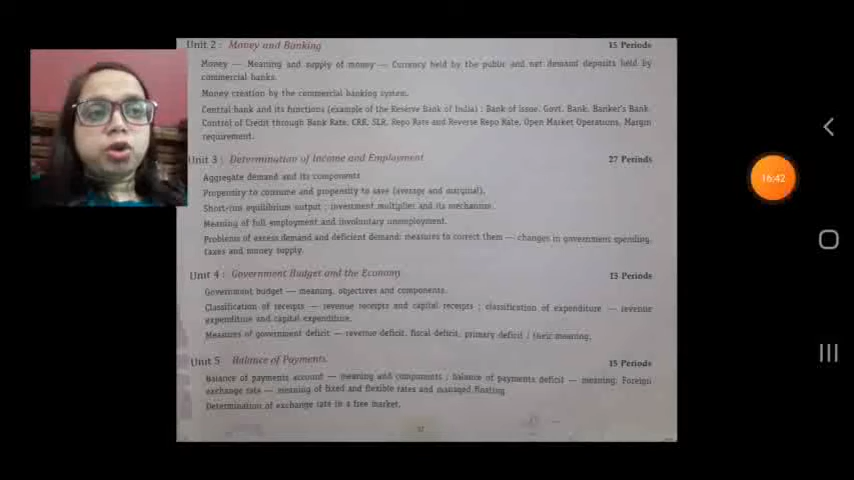 Unit 2 : Money and Banking 15 Periods
Money — Meaning and supply of money — Currency held by the public and net demand deposits held by
commercial banks.
Money creation by the commercial banking system.
Central bank and its functions (example of the Reserve Bank of India) : Bank of issue, Govt. Bank, Banker's Bank,
Control of Credit through Bank Rate, CRR, SLR, Repo Rate and Reverse Repo Rate, Open Market Operations, Margin
requirement.
Unit 3 : Determination of Income and Employment 27 Periods
Aggregate demand and its components
Propensity to consume and propensity to save (average and marginal).
Short-run equilibrium output ; investment multiplier and its mechanism.
Meaning of full employment and involuntary unemployment.
Problems of excess demand and deficient demand; measures to correct them — changes in government spending,
taxes and money supply.
Unit 4 : Government Budget and the Economy 15 Periods
Government budget — meaning, objectives and components.
Classification of receipts — revenue receipts and capital receipts ; classification of expenditure — revenue
expenditure and capital expenditure.
Measures of government deficit — revenue deficit, fiscal deficit, primary deficit : their meaning.
Unit 5 Balance of Payments 15 Periods
Balance of payments account — meaning and components ; balance of payments deficit — meaning. Foreign
exchange rate — meaning of fixed and flexible rates and managed floating
Determination of exchange rate in a free market.
16:42